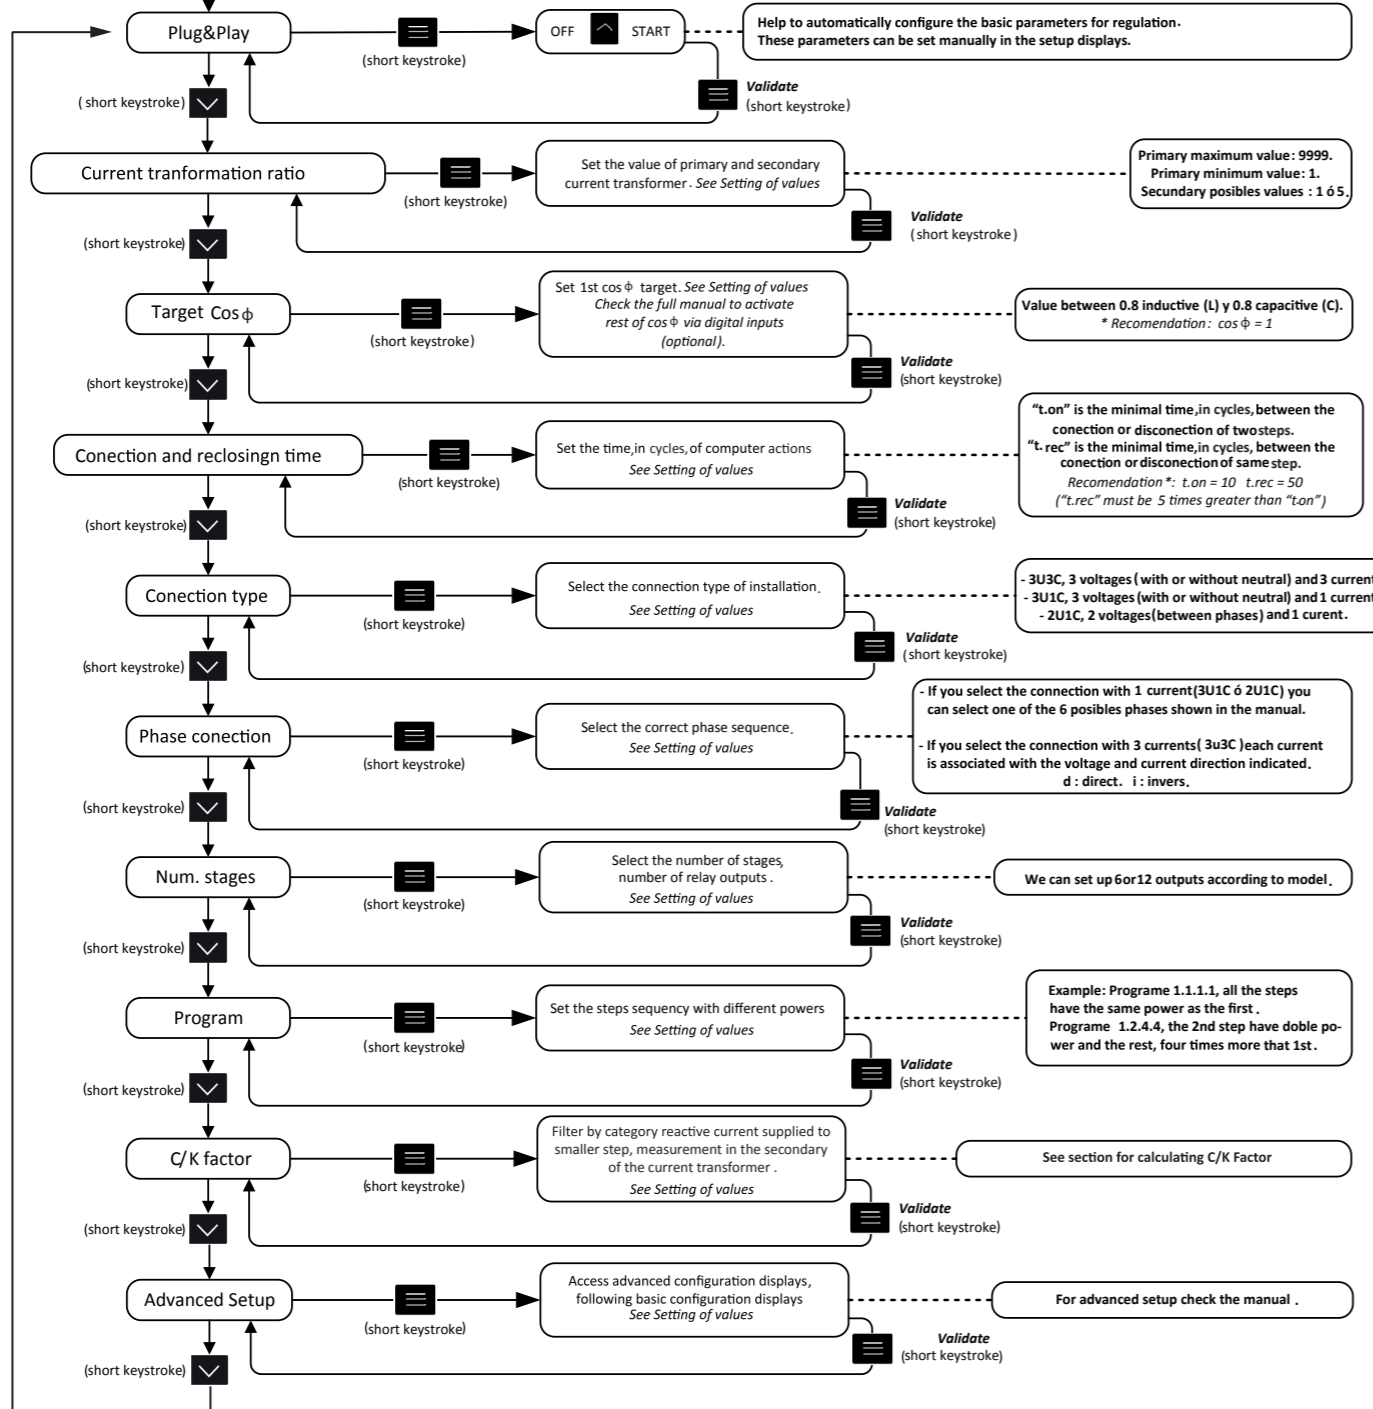 Plug&Play
(short keystroke)
OFF
START
Help to automatically configure the basic parameters for regulation.
These parameters can be set manually in the setup displays.
Validate
(short keystroke)
( short keystroke)
Current tranformation ratio
(short keystroke)
Set the value of primary and secondary
current transformer. See Setting of values
Primary maximum value: 9999.
Primary minimum value: 1.
Secundary posibles values : 1 ó 5.
Validate
( short keystroke )
(short keystroke)
Target Cos ϕ
(short keystroke)
Set 1st cos ϕ target. See Setting of values
Check the full manual to activate
rest of cos ϕ via digital inputs
(optional).
Value between 0.8 inductive (L) y 0.8 capacitive (C).
* Recomendation: cos ϕ = 1
Validate
(short keystroke)
(short keystroke)
Conection and reclosingn time
(short keystroke)
Set the time, in cycles, of computer actions
See Setting of values
“t.on” is the minimal time, in cycles, between the
conection or disconection of two steps.
“t. rec” is the minimal time, in cycles, between the
conection or disconection of same step.
Recomendation *: t.on = 10 t.rec = 50
(“t.rec” must be 5 times greater than “t.on”)
Validate
(short keystroke)
(short keystroke)
Conection type
(short keystroke)
Select the connection type of installation.
See Setting of values
- 3U3C, 3 voltages (with or without neutral) and 3 current
- 3U1C, 3 voltages (with or without neutral) and 1 current
- 2U1C, 2 voltages (between phases) and 1 curent.
Validate
( short keystroke)
(short keystroke)
Phase conection
(short keystroke)
Select the correct phase sequence.
See Setting of values
- If you select the connection with 1 current (3U1C ó 2U1C) you
can select one of the 6 posibles phases shown in the manual.
- If you select the connection with 3 currents ( 3u3C ) each current
is associated with the voltage and current direction indicated.
d : direct. i : invers.
Validate
(short keystroke)
(short keystroke)
Num. stages
(short keystroke)
Select the number of stages,
number of relay outputs .
See Setting of values
We can set up 6 or 12 outputs according to model .
Validate
(short keystroke)
(short keystroke)
Program
(short keystroke)
Set the steps sequency with different powers
See Setting of values
Example: Programe 1.1.1.1, all the steps
have the same power as the first .
Programe 1.2.4.4, the 2nd step have doble po-
wer and the rest, four times more that 1st .
Validate
(short keystroke)
(short keystroke)
C/K factor
(short keystroke)
Filter by category reactive current supplied to
smaller step, measurement in the secondary
of the current transformer .
See Setting of values
See section for calculating C/K Factor
Validate
(short keystroke)
(short keystroke)
Advanced Setup
(short keystroke)
Access advanced configuration displays,
following basic configuration displays
See Setting of values
For advanced setup check the manual .
Validate
(short keystroke)
(short keystroke)